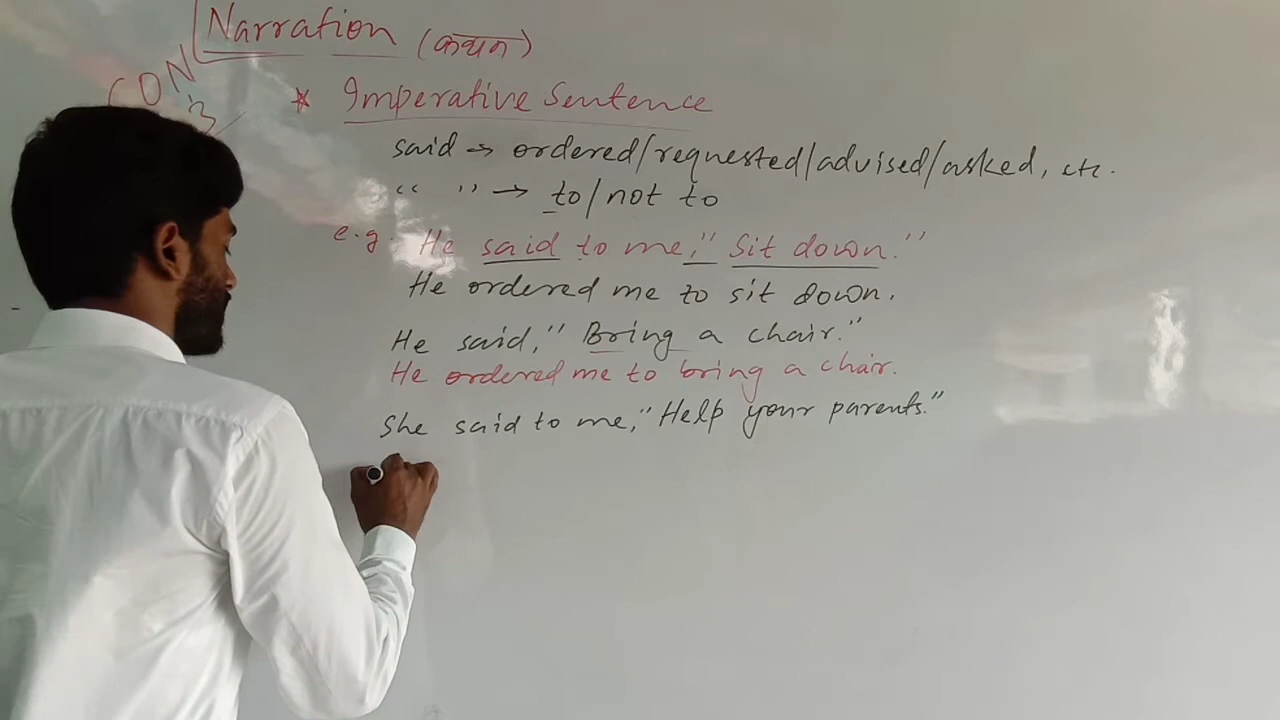 Narration (कथन)
CON
* Imperative Sentence
said → ordered/requested/advised/asked, etc.
“ ” → to/not to
e.g. He said to me," Sit down."
He ordered me to sit down.
He said," Bring a chair."
He ordered me to bring a chair.
She said to me," Help your parents."